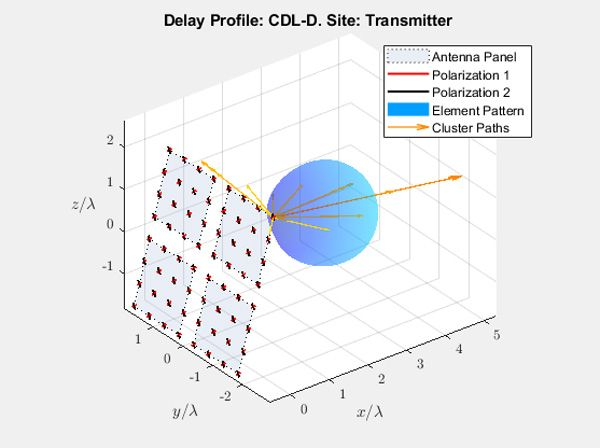 Delay Profile: CDL-D. Site: Transmitter
Antenna Panel
Polarization 1
Polarization 2
Element Pattern
Cluster Paths
z/λ
2
1
0
-1
y/λ
1
0
-1
-2
x/λ
0
1
2
3
4
5